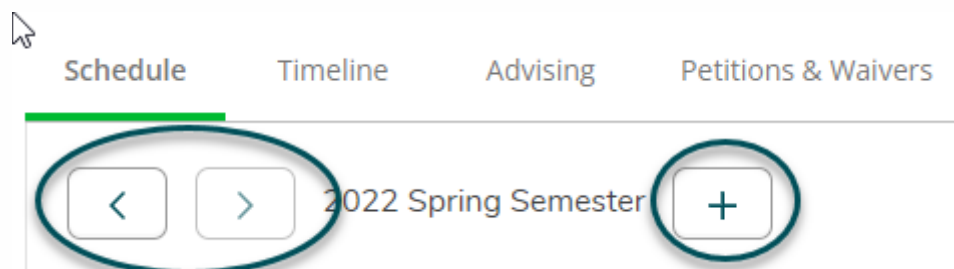 Schedule Timeline Advising Petitions & Waivers
2022 Spring Semester